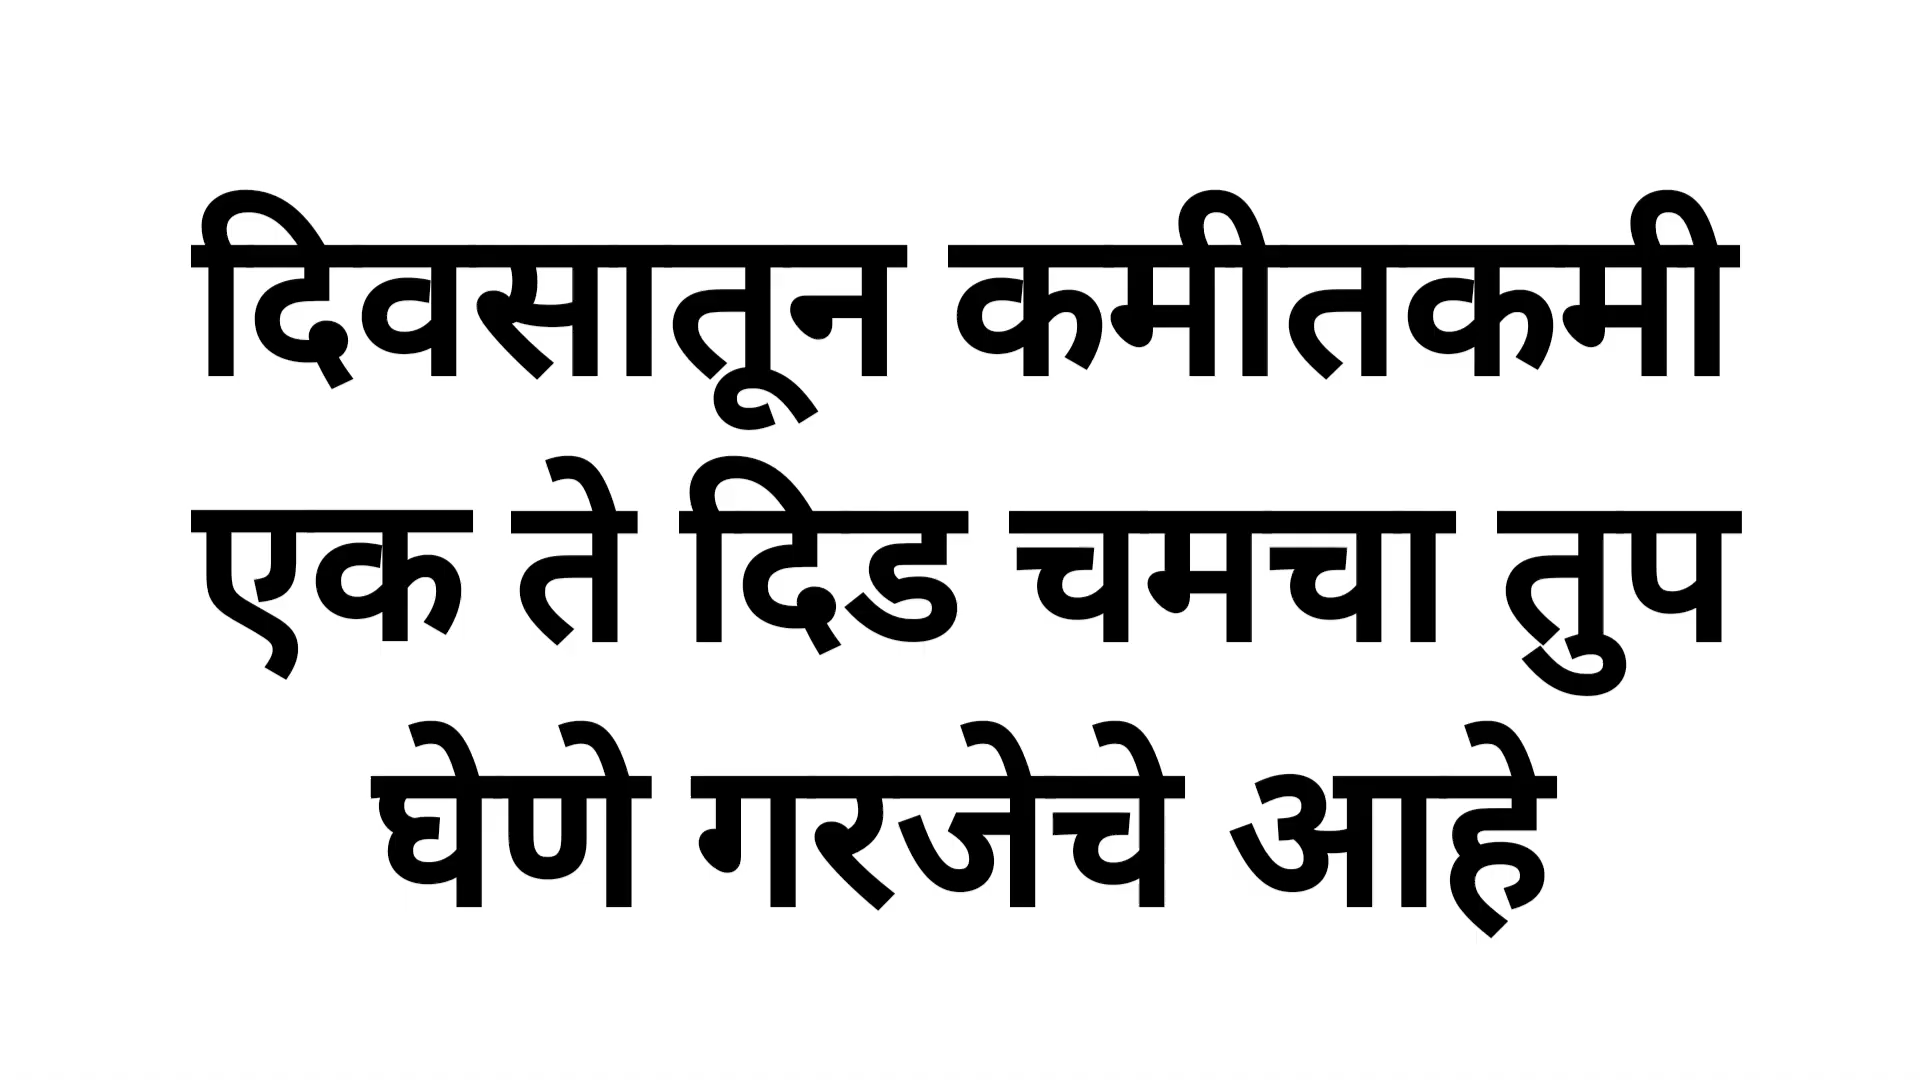 दिवसातून कमीतकमी
एक ते दिड चमचा तुप
घेणे गरजेचे आहे